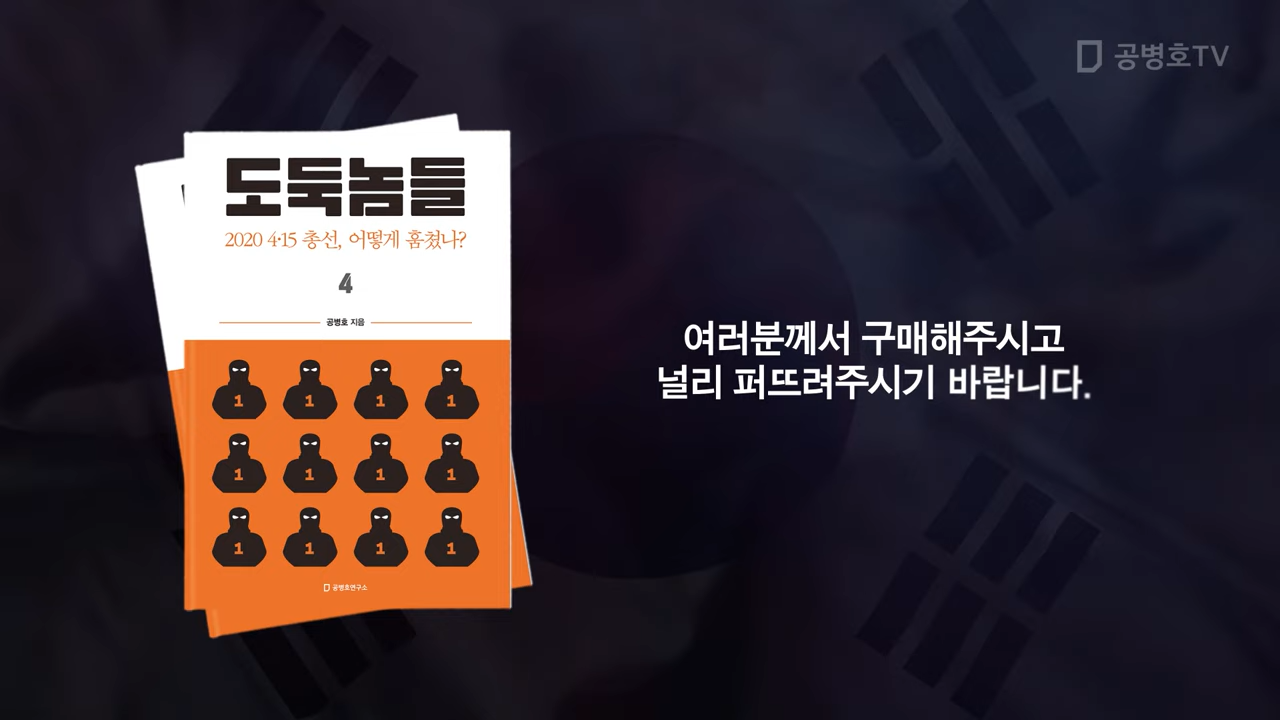 공병호TV
도둑놈들
2020 4·15 총선, 어떻게 훔쳤나?
4
공병호 지음
1 1 1 1
1 1 1 1
1 1 1 1
공병호연구소
여러분께서 구매해주시고
널리 퍼뜨려주시기 바랍니다.